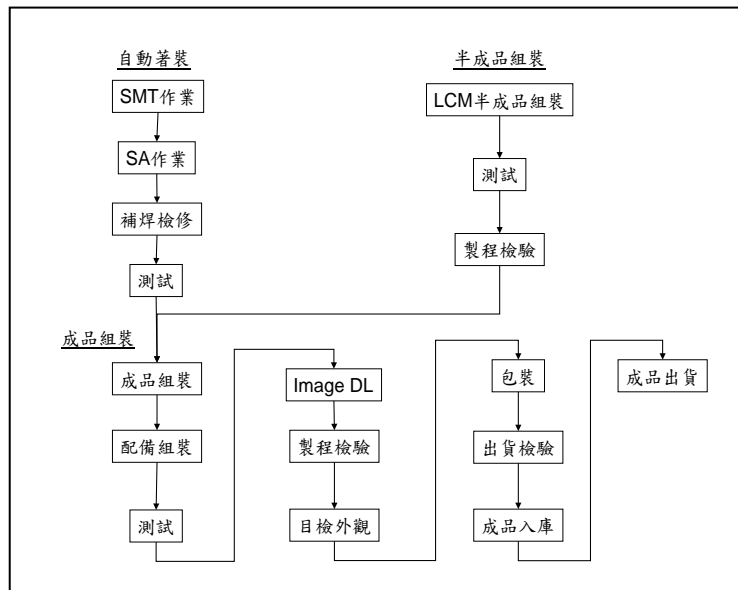 自動著裝
SMT作業
SA作業
補焊檢修
測試
半成品組裝
LCM半成品組裝
測試
製程檢驗
成品組裝
成品組裝
配備組裝
測試
Image DL
製程檢驗
目檢外觀
包裝
出貨檢驗
成品入庫
成品出貨